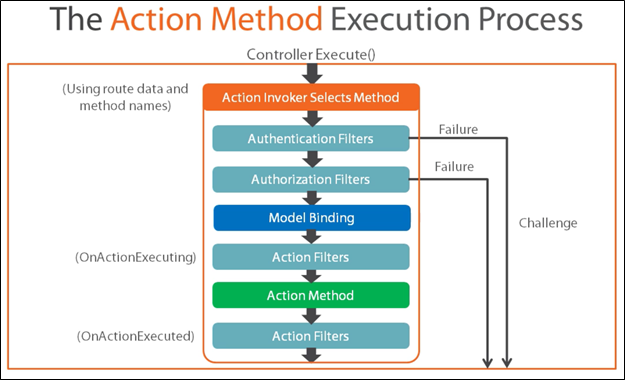 The Action Method Execution Process
Controller Execute()
(Using route data and
method names)
Action Invoker Selects Method
Authentication Filters
Failure
Authorization Filters
Failure
Model Binding
Challenge
(OnActionExecuting)
Action Filters
Action Method
(OnActionExecuted)
Action Filters